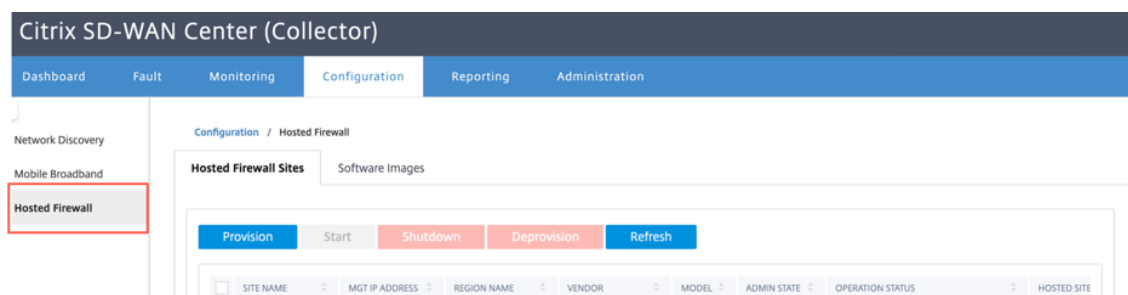 Citrix SD-WAN Center (Collector)
Dashboard Fault Monitoring Configuration Reporting Administration
Network Discovery
Mobile Broadband
Hosted Firewall
Configuration / Hosted Firewall
Hosted Firewall Sites Software Images
Provision Start Shutdown Deprovision Refresh
SITE NAME MGT IP ADDRESS REGION NAME VENDOR MODEL ADMIN STATE OPERATION STATUS HOSTED SITE